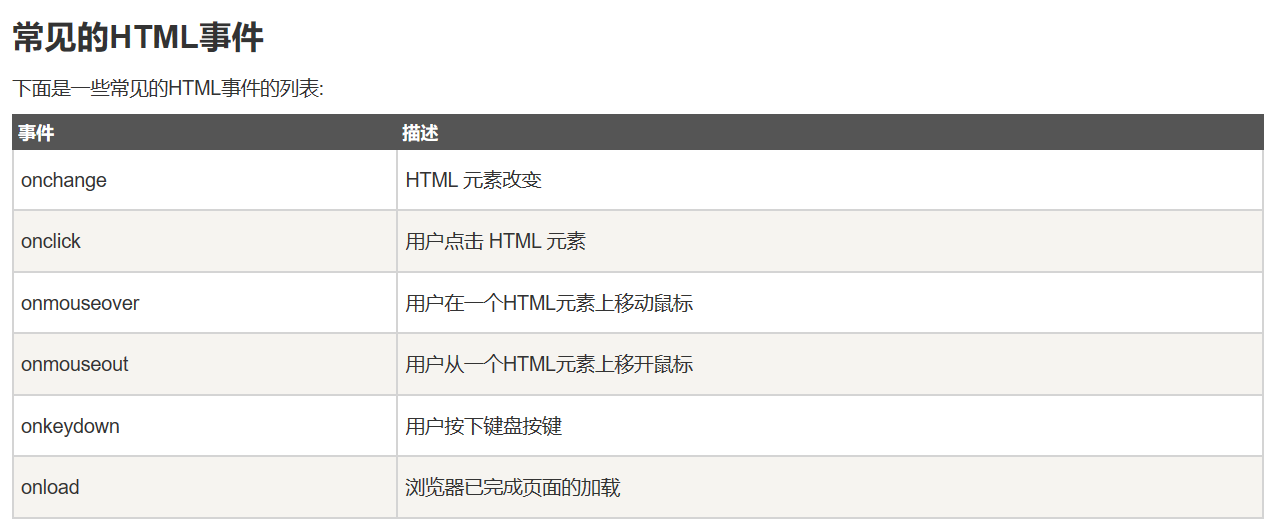 常见的HTML事件
下面是一些常见的HTML事件的列表:
事件 描述
onchange HTML 元素改变
onclick 用户点击 HTML 元素
onmouseover 用户在一个HTML元素上移动鼠标
onmouseout 用户从一个HTML元素上移开鼠标
onkeydown 用户按下键盘按键
onload 浏览器已完成页面的加载